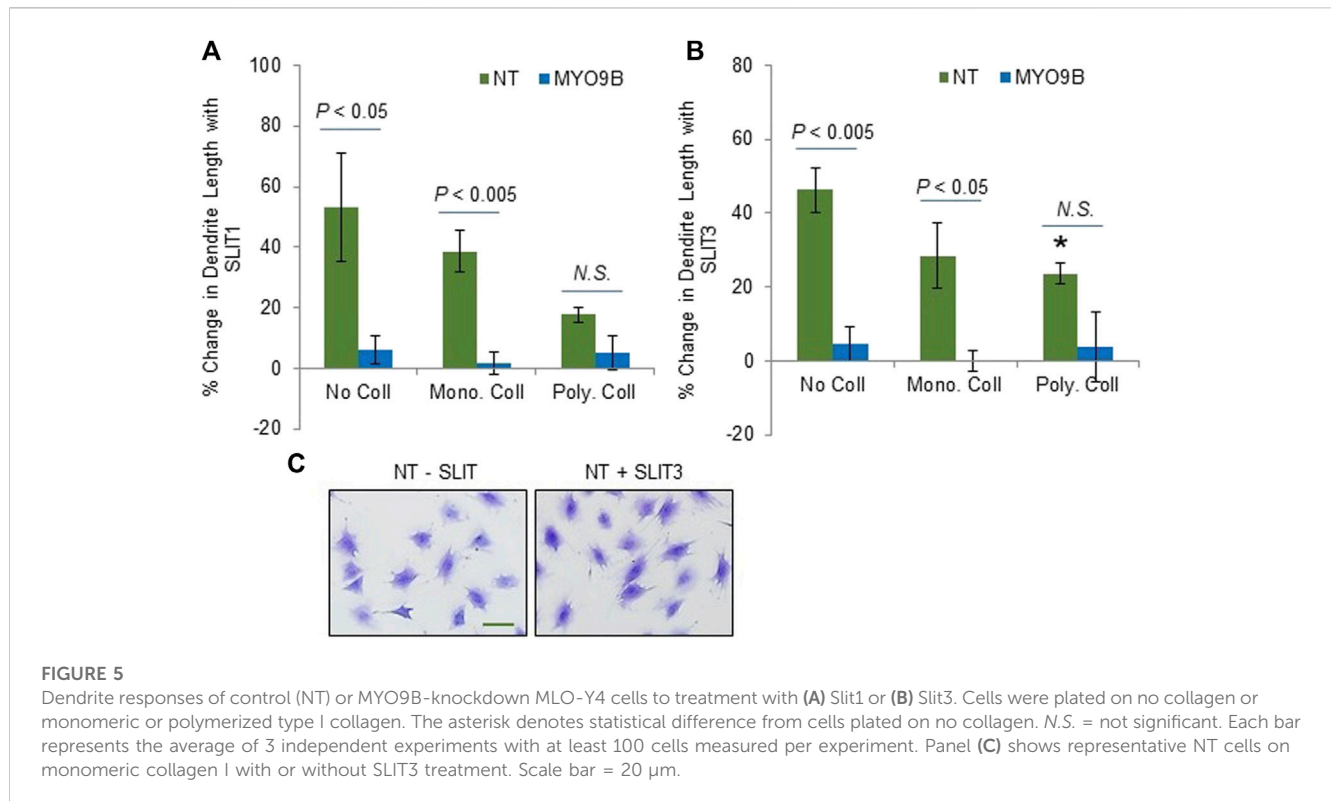 A
100
80
60
40
20
0
-20
% Change in Dendrite Length with
SLIT1
NT MYO9B
P < 0.05
P < 0.005
N.S.
No Coll Mono. Coll Poly. Coll
B
80
60
40
20
0
-20
% Change in Dendirte Length with
SLIT3
NT MYO9B
P < 0.005
P < 0.05
N.S.
*
No Coll Mono. Coll Poly. Coll
C
NT - SLIT NT + SLIT3
FIGURE 5
Dendrite responses of control (NT) or MYO9B-knockdown MLO-Y4 cells to treatment with (A) Slit1 or (B) Slit3. Cells were plated on no collagen or
monomeric or polymerized type I collagen. The asterisk denotes statistical difference from cells plated on no collagen. N.S. = not significant. Each bar
represents the average of 3 independent experiments with at least 100 cells measured per experiment. Panel (C) shows representative NT cells on
monomeric collagen I with or without SLIT3 treatment. Scale bar = 20 μm.